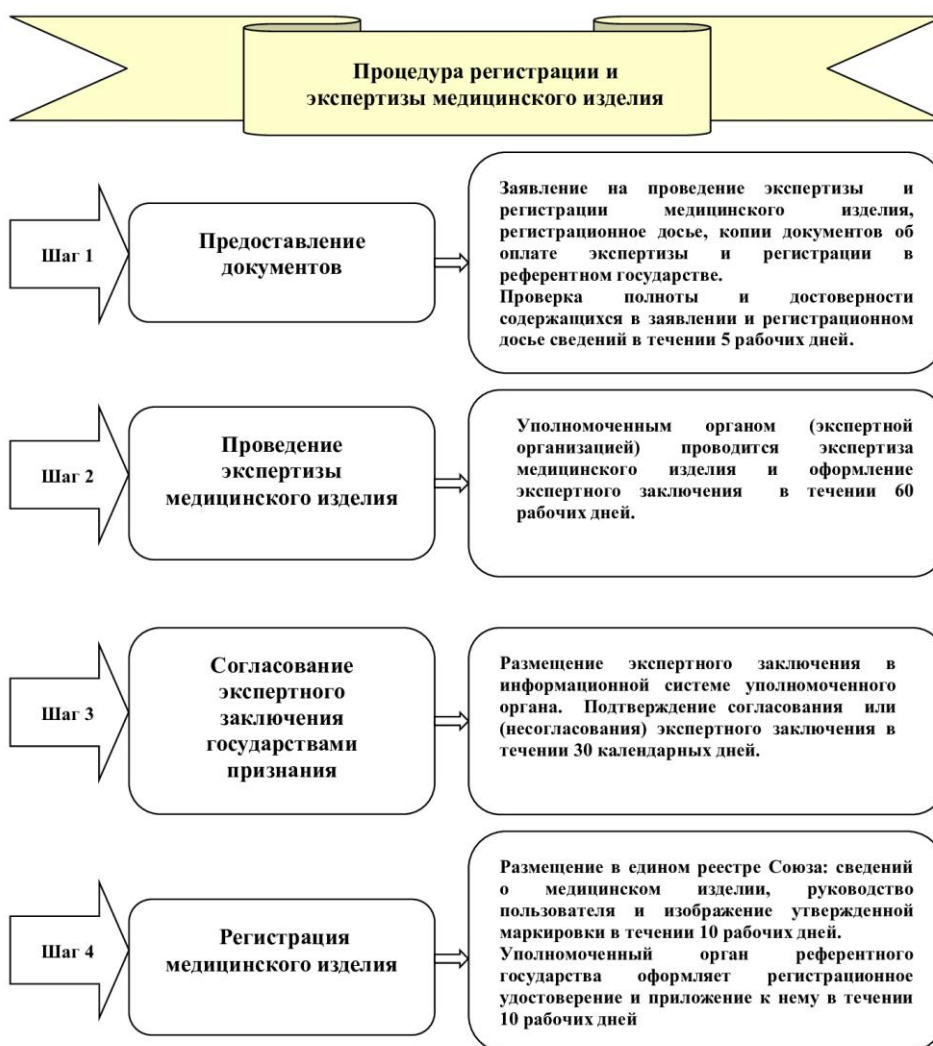 Процедура регистрации и
экспертизы медицинского изделия
Шаг 1
Предоставление
документов
Заявление на проведение экспертизы и
регистрации медицинского изделия,
регистрационное досье, копии документов об
оплате экспертизы и регистрации в
референтном государстве.
Проверка полноты и достоверности
содержащихся в заявлении и регистрационном
досье сведений в течении 5 рабочих дней.
Шаг 2
Проведение
экспертизы
медицинского изделия
Уполномоченным органом (экспертной
организацией) проводится экспертиза
медицинского изделия и оформление
экспертного заключения в течении 60
рабочих дней.
Шаг 3
Согласование
экспертного
заключения
государствами
признания
Размещение экспертного заключения в
информационной системе уполномоченного
органа. Подтверждение согласования или
(несогласования) экспертного заключения в
течении 30 календарных дней.
Шаг 4
Регистрация
медицинского изделия
Размещение в едином реестре Союза: сведений
о медицинском изделии, руководство
пользователя и изображение утвержденной
маркировки в течении 10 рабочих дней.
Уполномоченный орган референтного
государства оформляет регистрационное
удостоверение и приложение к нему в течении
10 рабочих дней